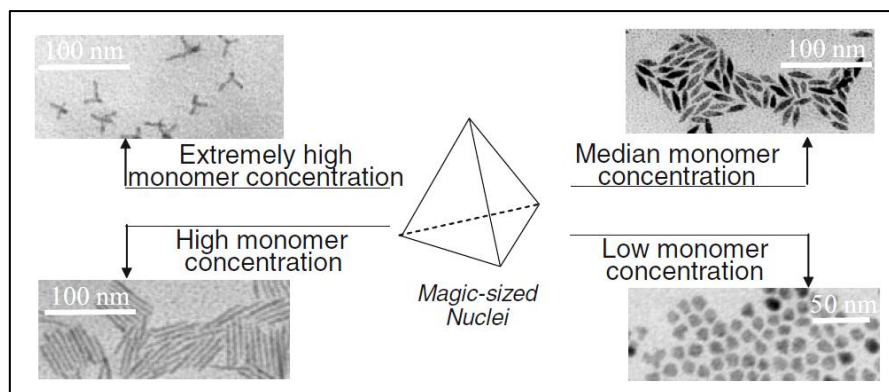 100 nm
100 nm
Extremely high
monomer concentration
Median monomer
concentration
High monomer
concentration
Low monomer
concentration
100 nm
50 nm
Magic-sized
Nuclei